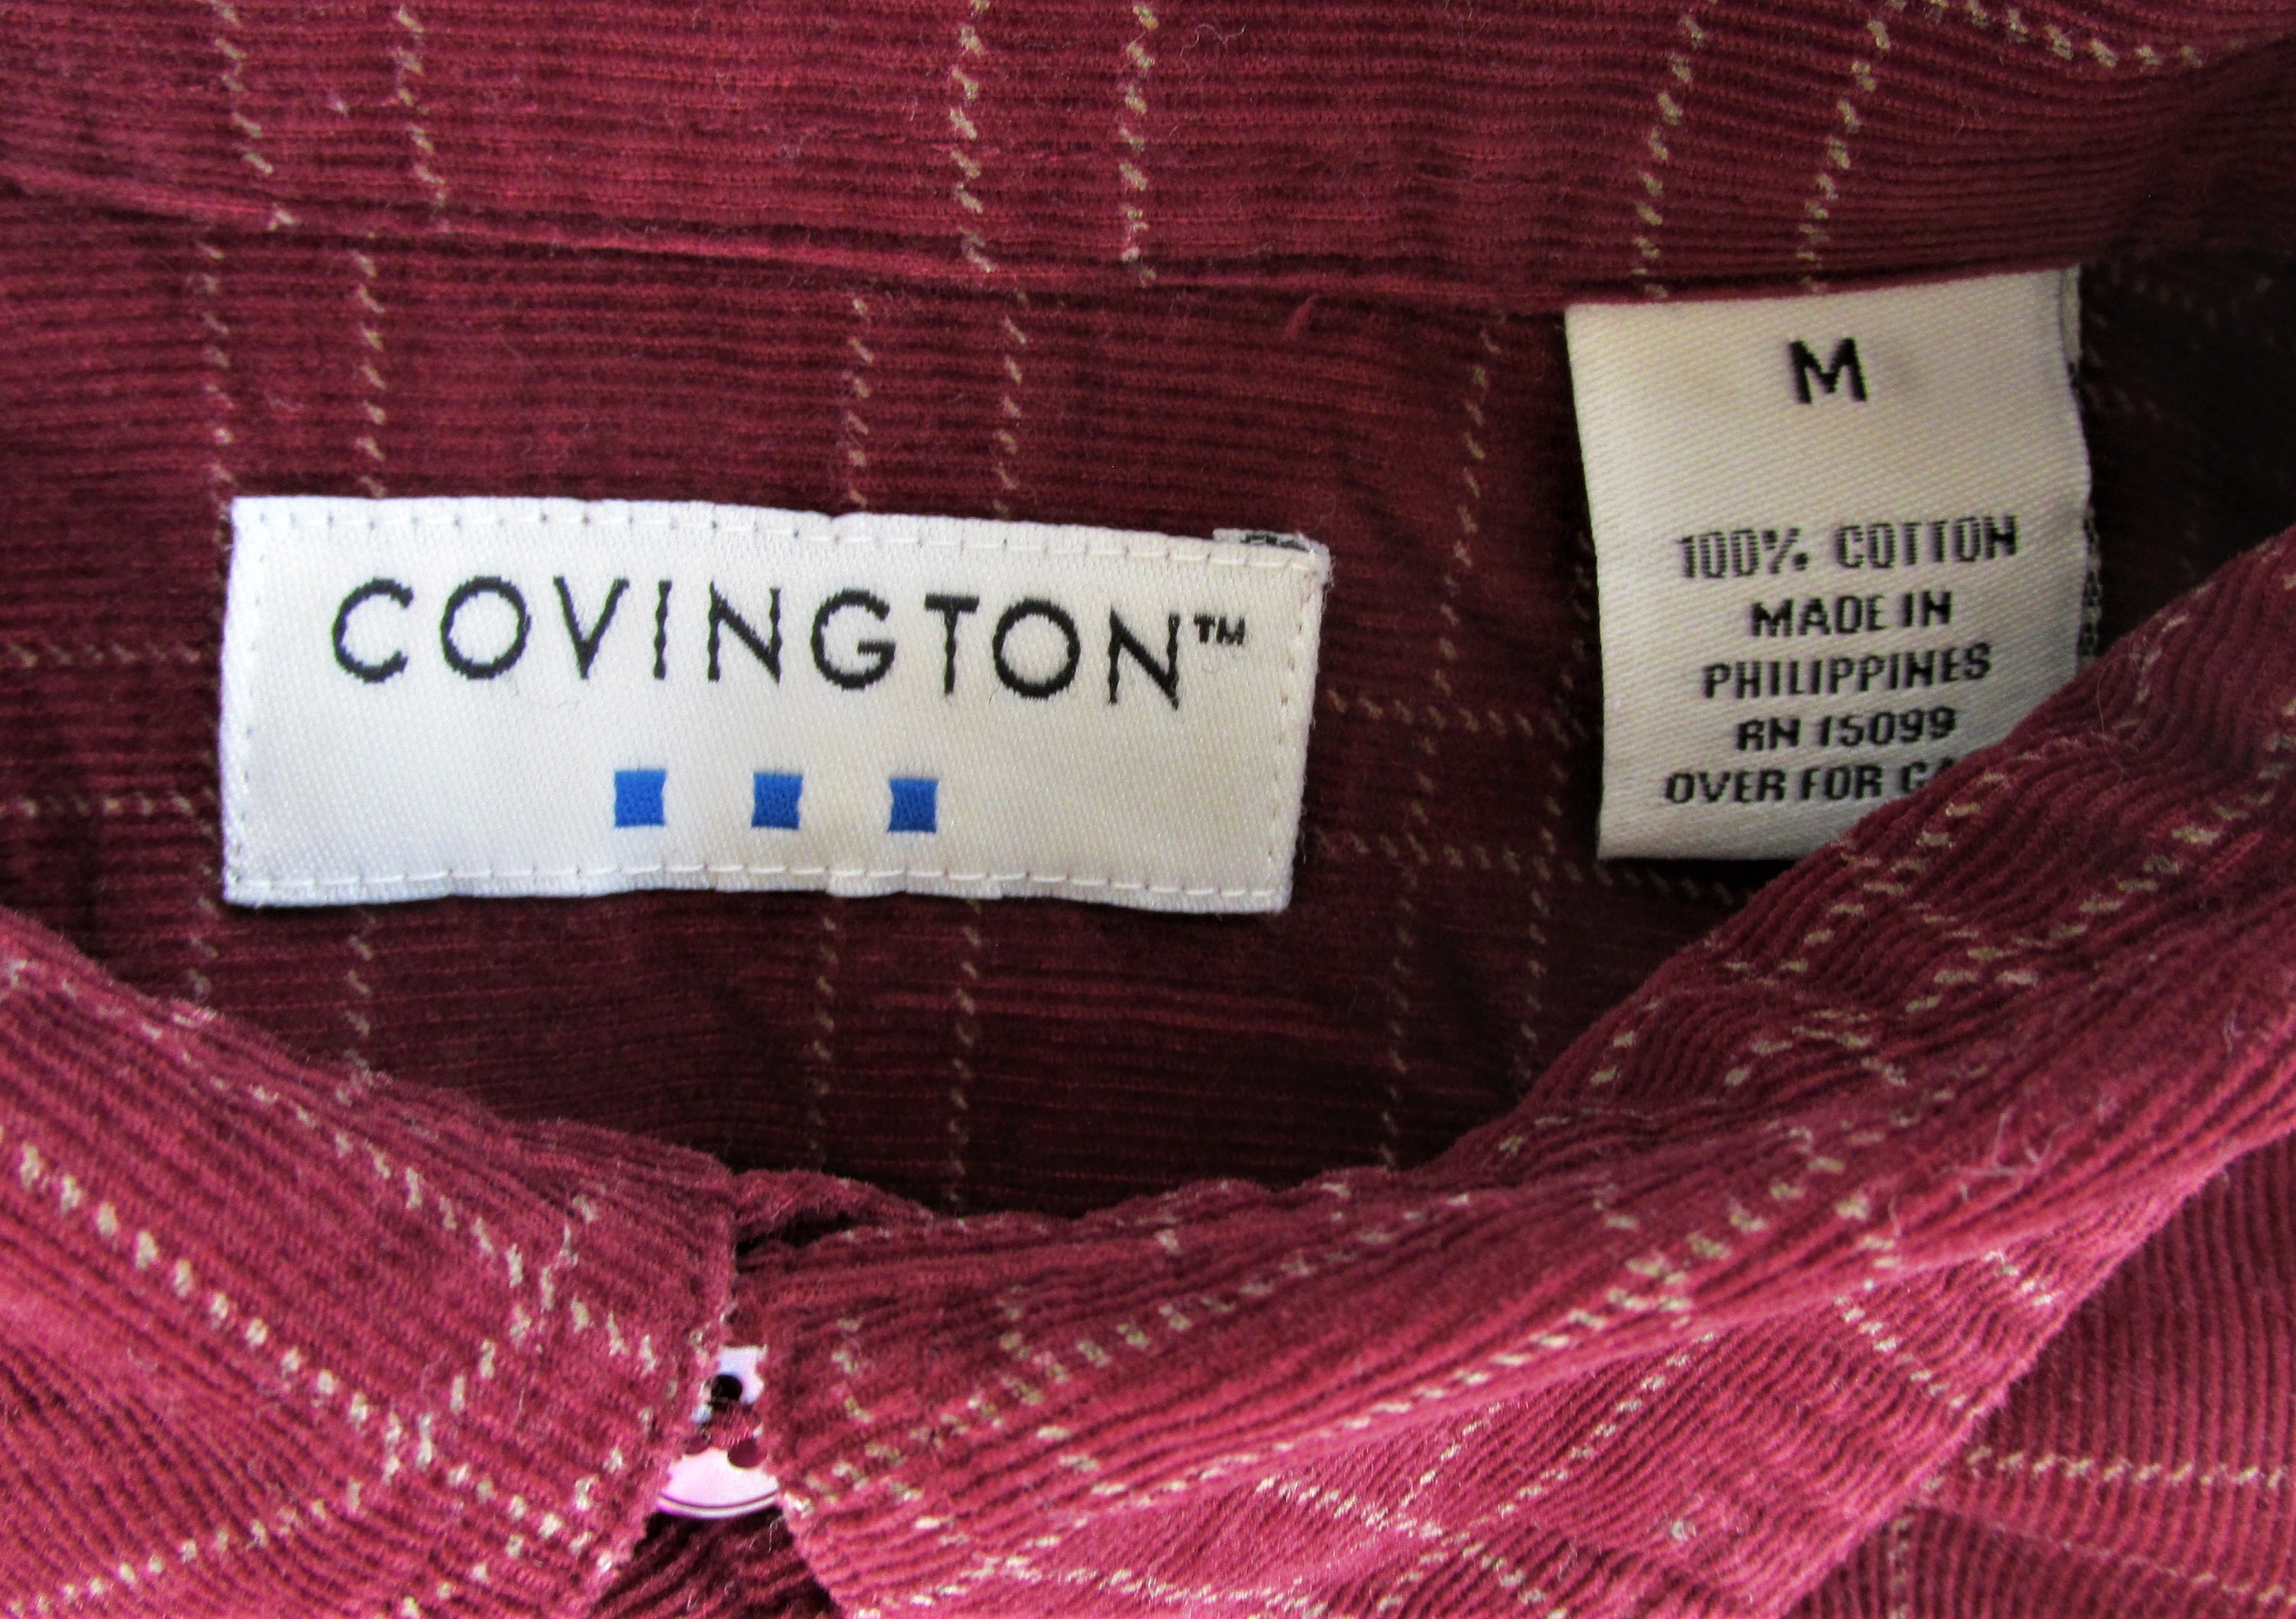 COVINGTON™
M
100% COTTON
MADE IN
PHILIPPINES
RN 15099
OVER FOR